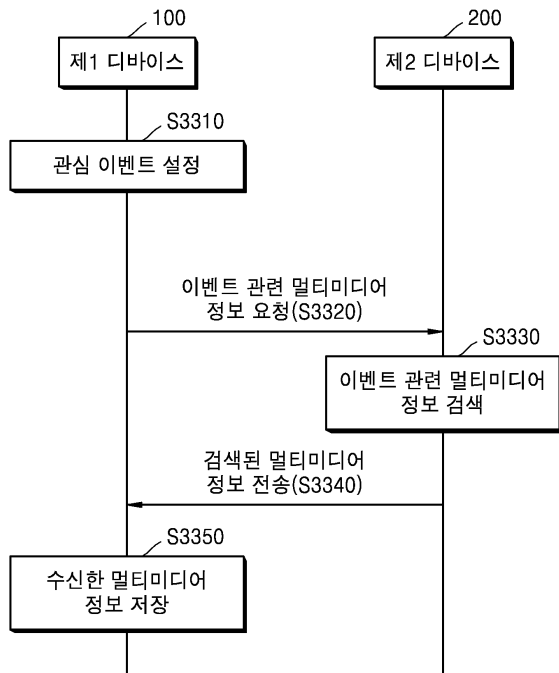 100
200
제1 디바이스
제2 디바이스
S3310
관심 이벤트 설정
이벤트 관련 멀티미디어
정보 요청(S3320)
S3330
이벤트 관련 멀티미디어
정보 검색
검색된 멀티미디어
정보 전송(S3340)
S3350
수신한 멀티미디어
정보 저장